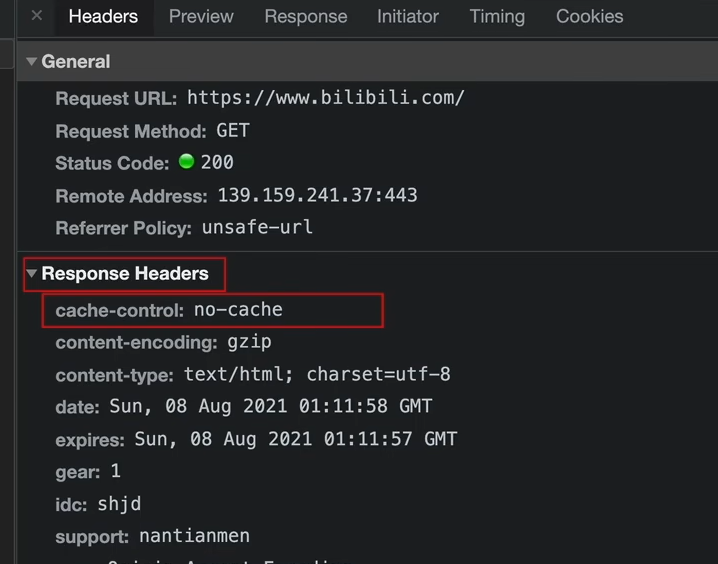 × Headers Preview Response Initiator Timing Cookies
General
Request URL: https://www.bilibili.com/
Request Method: GET
Status Code: 200
Remote Address: 139.159.241.37:443
Referrer Policy: unsafe-url
Response Headers
cache-control: no-cache
content-encoding: gzip
content-type: text/html; charset=utf-8
date: Sun, 08 Aug 2021 01:11:58 GMT
expires: Sun, 08 Aug 2021 01:11:57 GMT
gear: 1
idc: shjd
support: nantianmen